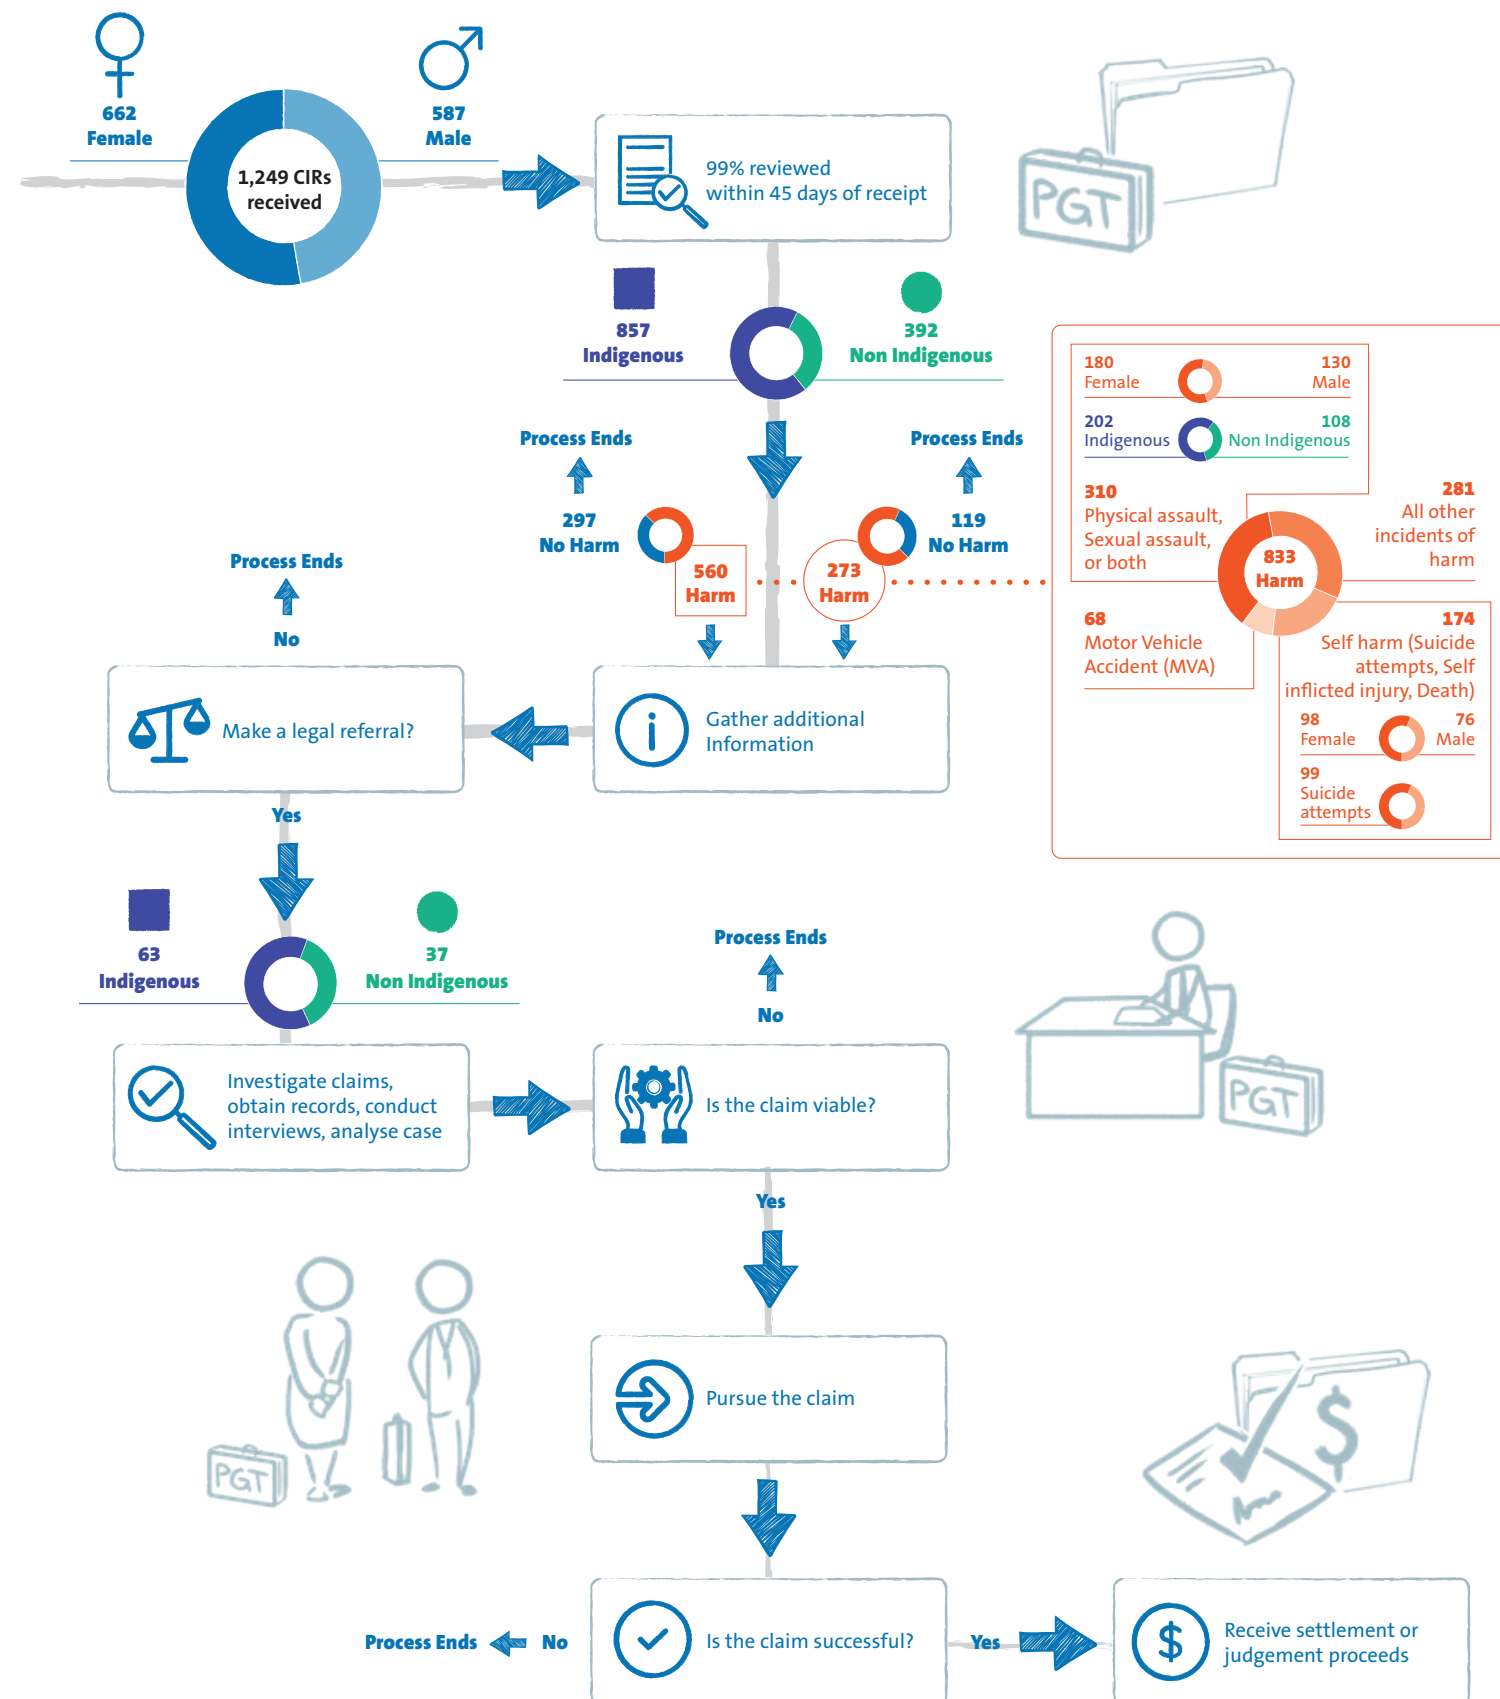 662
Female
587
Male
1,249 CIRs
received
99% reviewed
within 45 days of receipt
PGT
857
Indigenous
392
Non Indigenous
Process Ends
297
No Harm
560
Harm
Process Ends
119
No Harm
273
Harm
180
Female
130
Male
202
Indigenous
108
Non Indigenous
310
Physical assault,
Sexual assault,
or both
281
All other
incidents of
harm
833
Harm
68
Motor Vehicle
Accident (MVA)
174
Self harm (Suicide
attempts, Self
inflicted injury, Death)
98
Female
76
Male
99
Suicide
attempts
Gather additional
Information
Process Ends
No
Make a legal referral?
Yes
63
Indigenous
37
Non Indigenous
Investigate claims,
obtain records, conduct
interviews, analyse case
Process Ends
No
Is the claim viable?
PGT
Yes
Pursue the claim
PGT
$
Is the claim successful?
No
Process Ends
Yes
$
Receive settlement or
judgement proceeds